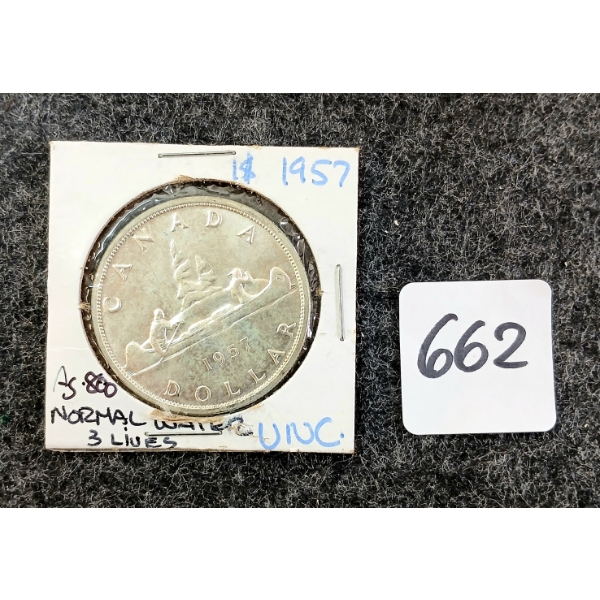 1$ 1957
CANADA
1957
DOLLAR
Ag .800
NORMAL WATER
3 LINES
UNC.
662